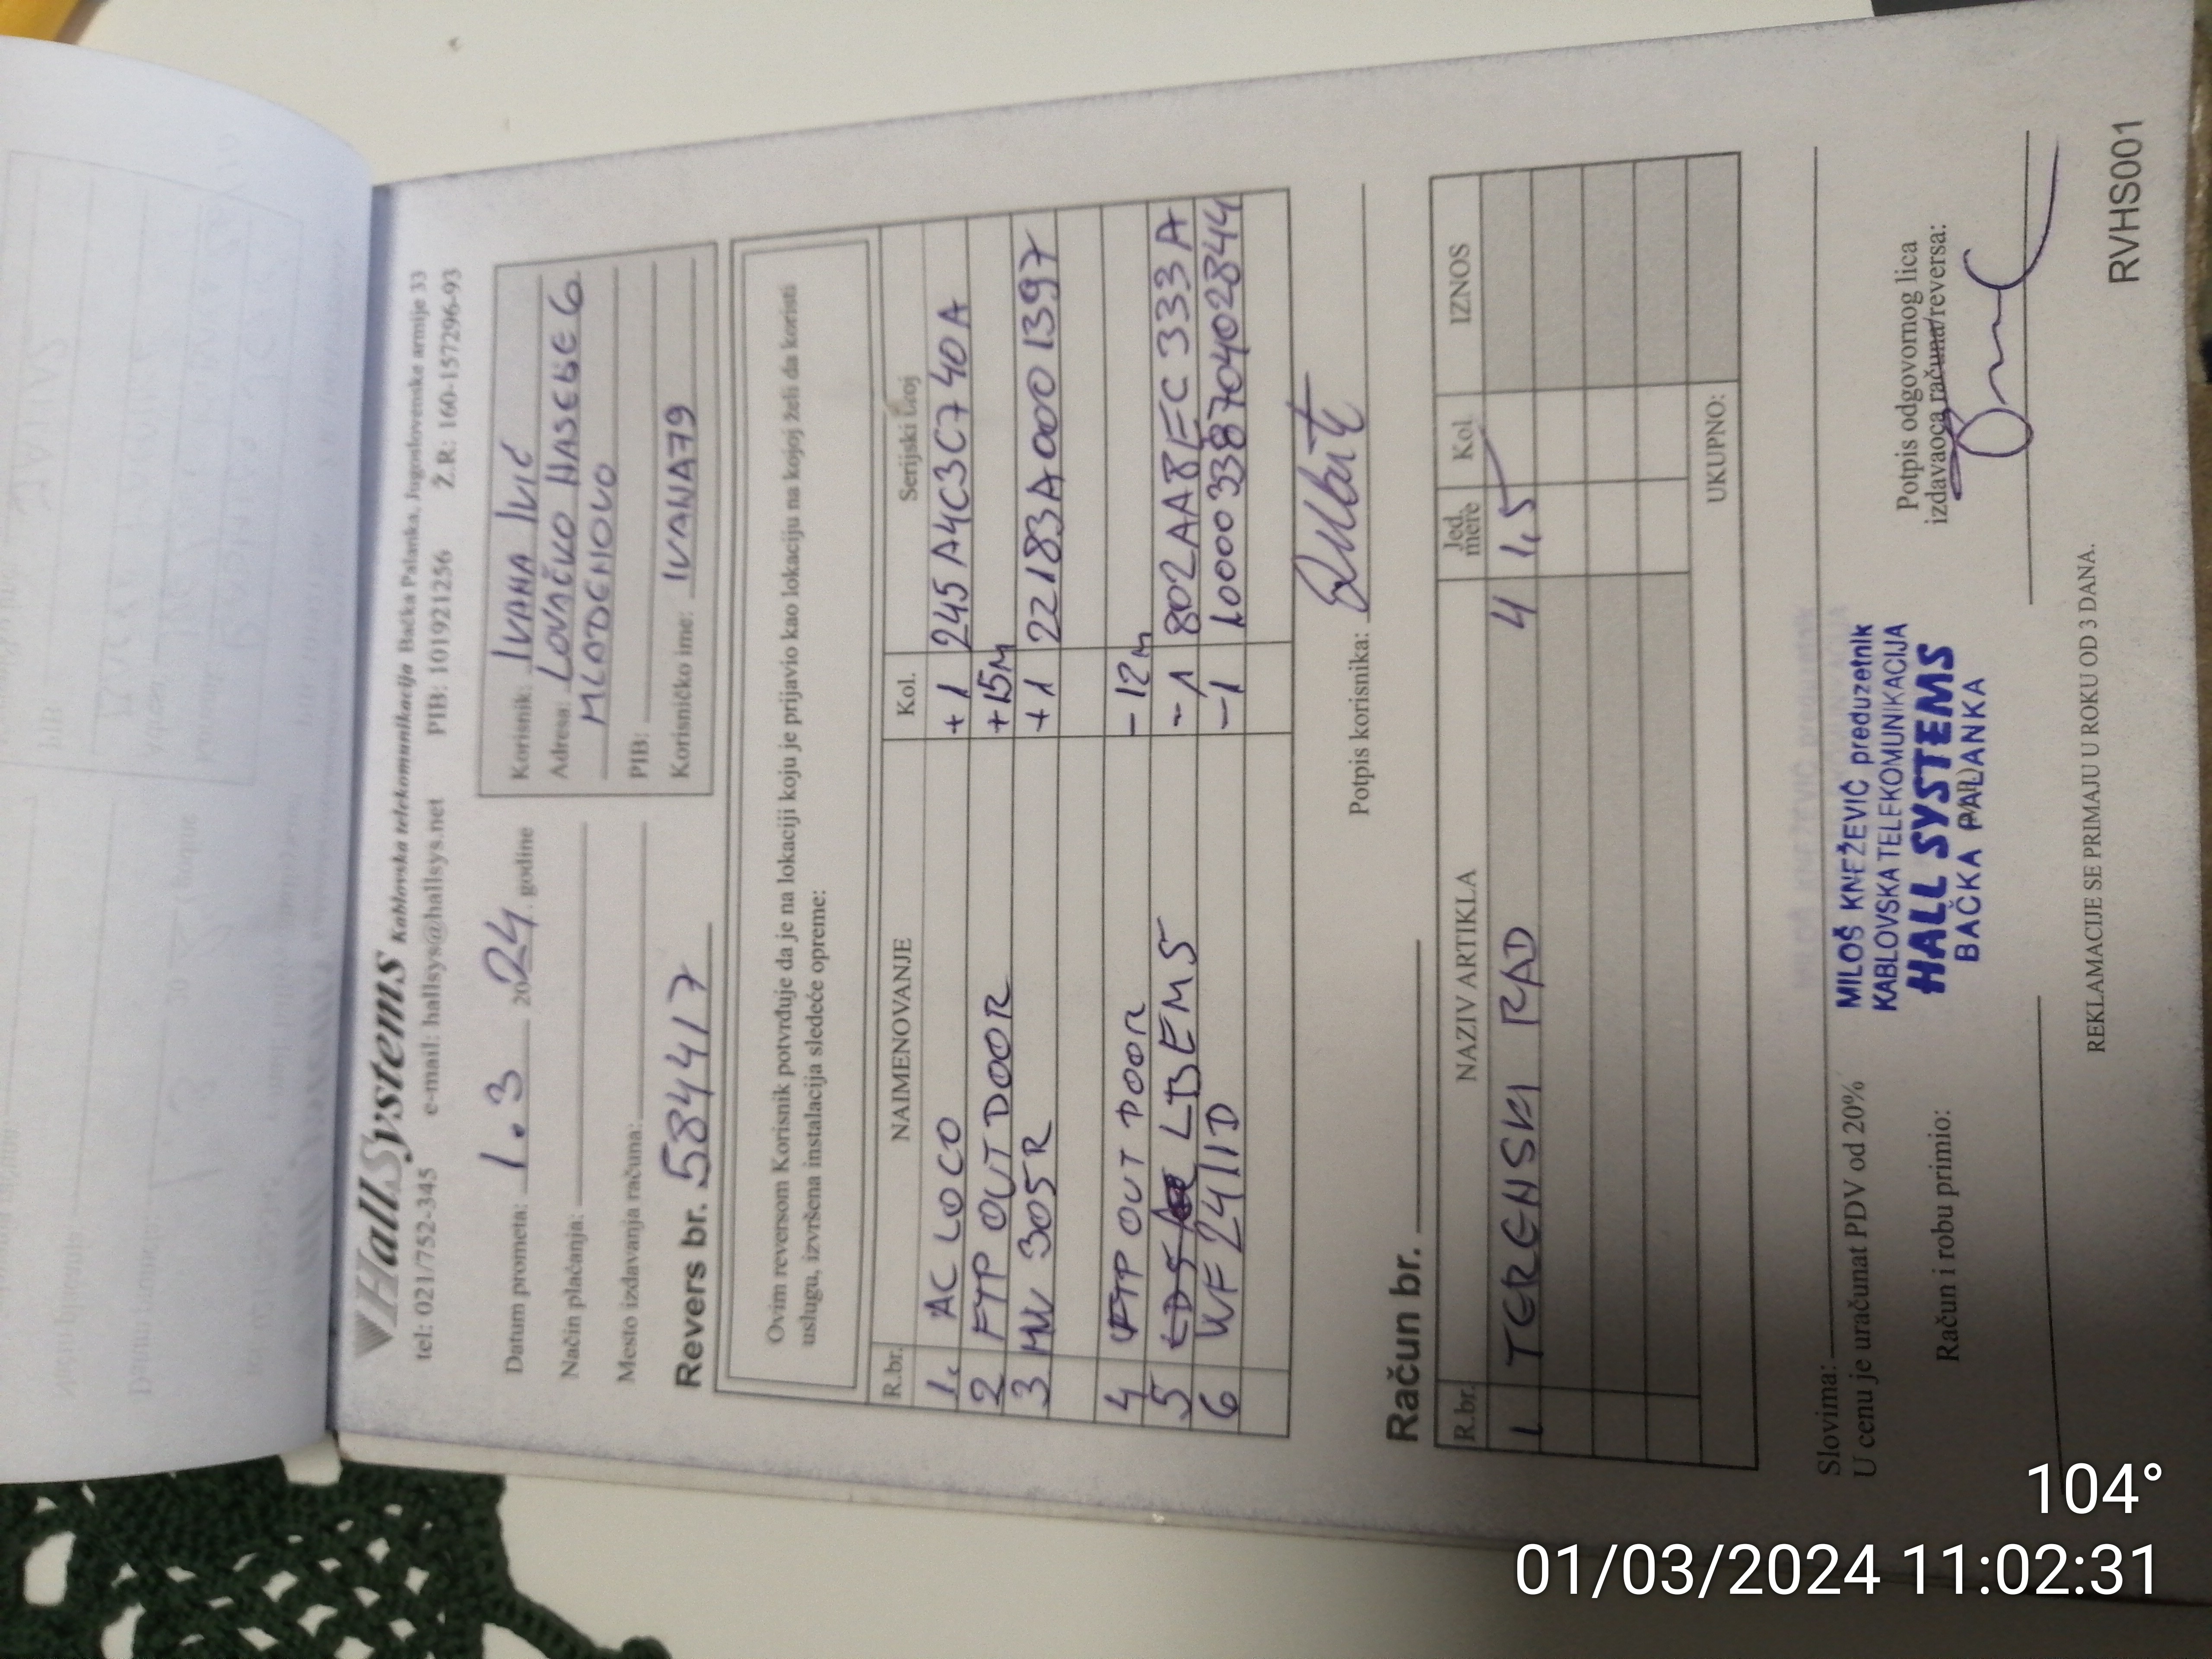 HallSystems Kablovska telekomunikacija Bačka Palanka, Jugoslovenske armije 33
tel: 021/752-345 e-mail: hallsys@hallsys.net PIB: 101921256 Ž.R: 160-157296-93
Datum prometa: 1.3 2024. godine
Način plaćanja:
Mesto izdavanja računa:
Revers br. 584417
Korisnik: IVANA IVIĆ
Adresa: LOVAČKO NASELJE 6
MLADENOVO
PIB:
Korisničko ime: IVANA79
Ovim reversom Korisnik potvrđuje da je na lokaciji koju je prijavio kao lokaciju na kojoj želi da koristi
uslugu, izvršena instalacija sledeće opreme:
R.br. NAIMENOVANJE Kol. Serijski broj
1. AC LOCO +1 245A4C3C740A
2 FTP OUTDOOR +15M
3 MW 305R +1 22183A0001397
4 FTP OUTDOOR -12M
5 LBEM5 -1 802AA8EC333A
6 WF2411D -1 1000033870402844
Potpis korisnika:
Račun br.
R.br. NAZIV ARTIKLA Jed. mere Kol. IZNOS
1 TERENSKI RAD 4 1,5
UKUPNO:
Slovima:
U cenu je uračunat PDV od 20%
MILOŠ KNEŽEVIĆ preduzetnik
KABLOVSKA TELEKOMUNIKACIJA
HALL SYSTEMS
BAČKA PALANKA
Račun i robu primio:
Potpis odgovornog lica
izdavaoca računa/reversa:
REKLAMACIJE SE PRIMAJU U ROKU OD 3 DANA.
RVHS001
104°
01/03/2024 11:02:31